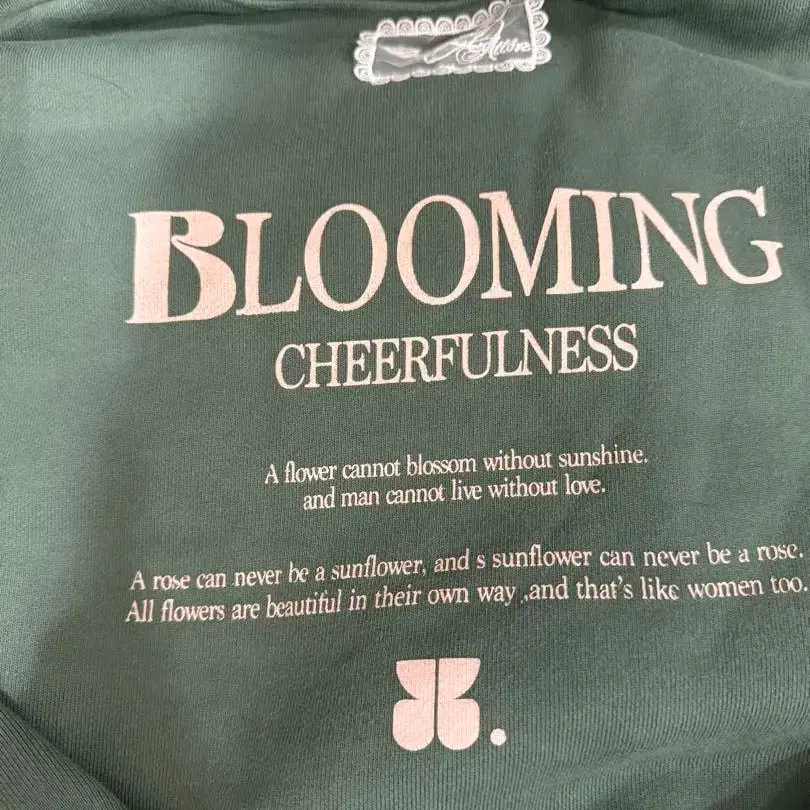 BLOOMING
CHEERFULNESS
A flower cannot blossom without sunshine.
and man cannot live without love.
A rose can never be a sunflower, and s sunflower can never be a rose.
All flowers are beautiful in their own way ,and that's like women too.